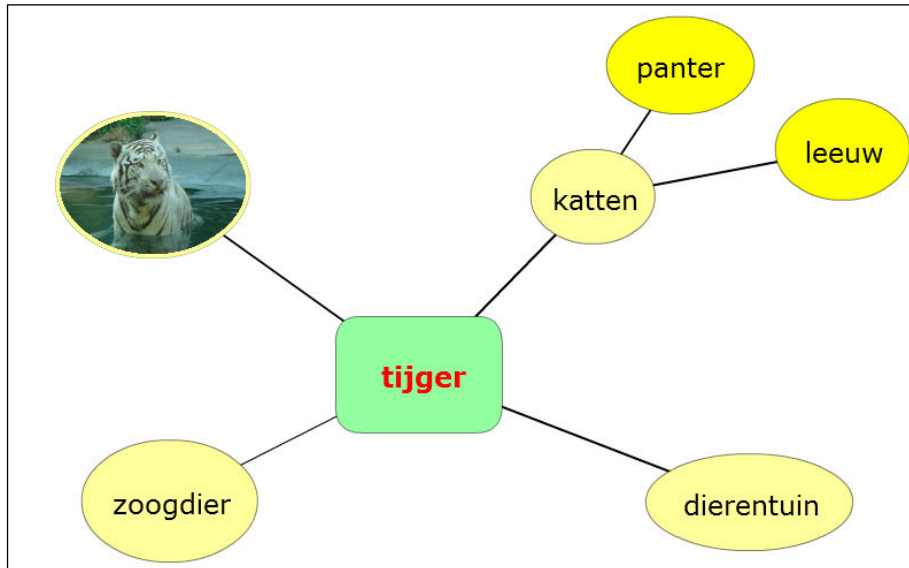 panter
leeuw
katten
tijger
zoogdier
dierentuin